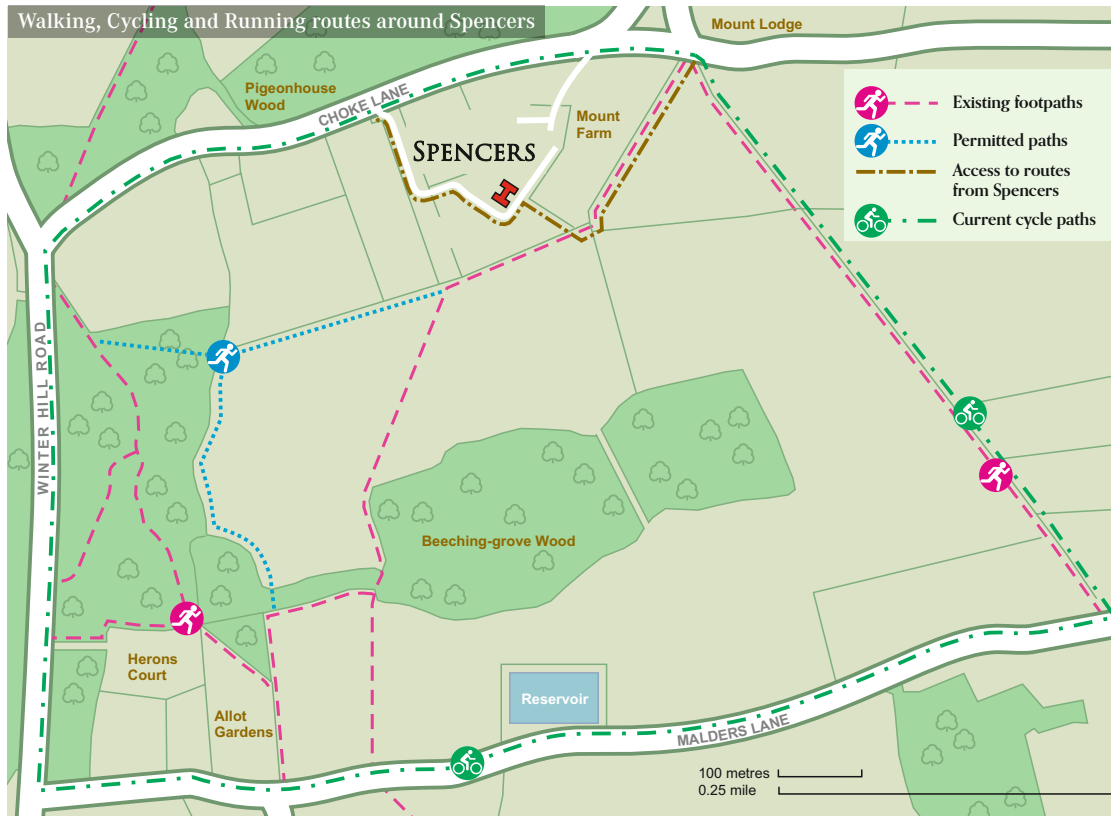 Walking, Cycling and Running routes around Spencers
Mount Lodge
Pigeonhouse
Wood
CHOKE LANE
Mount
Farm
SPENCERS
Existing footpaths
Permitted paths
Access to routes
from Spencers
Current cycle paths
WINTER HILL ROAD
Beeching-grove Wood
Herons
Court
Allot
Gardens
Reservoir
MALDERS LANE
100 metres
0.25 mile